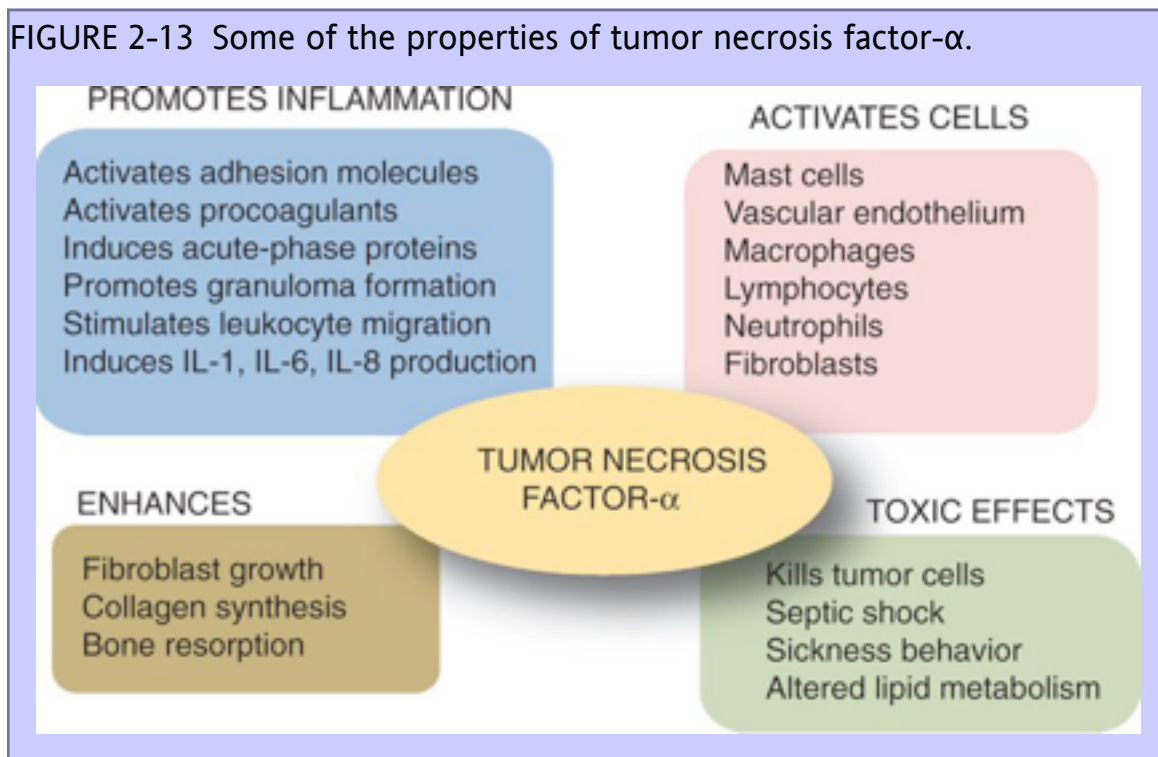 FIGURE 2-13 Some of the properties of tumor necrosis factor-α.
PROMOTES INFLAMMATION
Activates adhesion molecules
Activates procoagulants
Induces acute-phase proteins
Promotes granuloma formation
Stimulates leukocyte migration
Induces IL-1, IL-6, IL-8 production
ACTIVATES CELLS
Mast cells
Vascular endothelium
Macrophages
Lymphocytes
Neutrophils
Fibroblasts
TUMOR NECROSIS
FACTOR-α
ENHANCES
Fibroblast growth
Collagen synthesis
Bone resorption
TOXIC EFFECTS
Kills tumor cells
Septic shock
Sickness behavior
Altered lipid metabolism